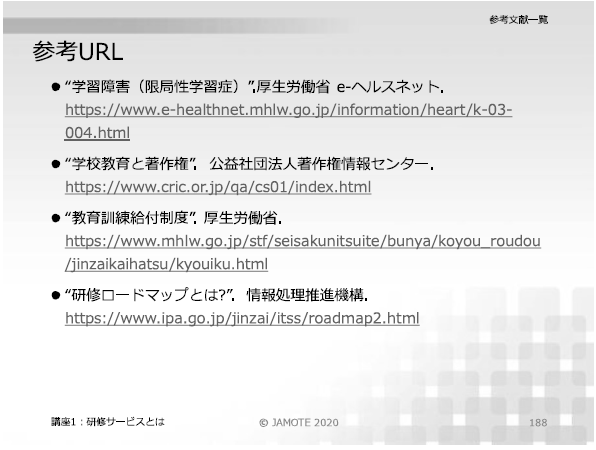 参考文献一覧
参考URL
● “学習障害（限局性学習症）”.厚生労働省 e-ヘルスネット.
https://www.e-healthnet.mhlw.go.jp/information/heart/k-03-
004.html
● “学校教育と著作権”. 公益社団法人著作権情報センター.
https://www.cric.or.jp/qa/cs01/index.html
● “教育訓練給付制度”. 厚生労働省.
https://www.mhlw.go.jp/stf/seisakunitsuite/bunya/koyou_roudou
/jinzaikaihatsu/kyouiku.html
● “研修ロードマップとは?”. 情報処理推進機構.
https://www.ipa.go.jp/jinzai/itss/roadmap2.html
講座1：研修サービスとは
© JAMOTE 2020
188